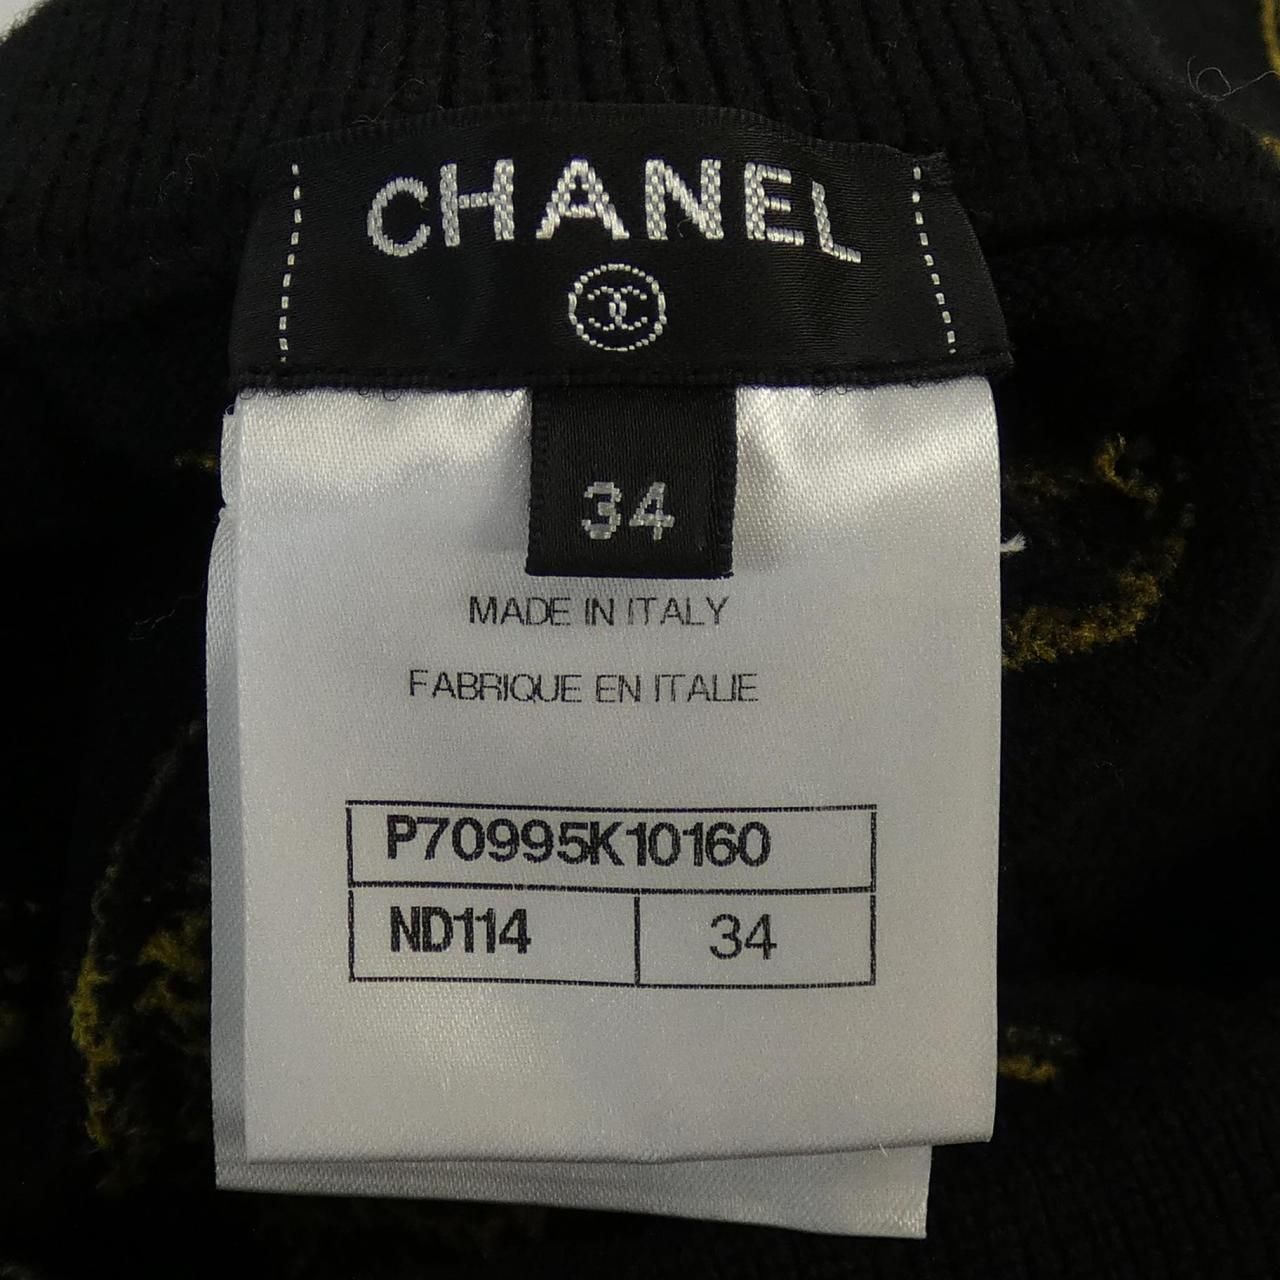 CHANEL
34
MADE IN ITALY
FABRIQUE EN ITALIE
P70995K10160
ND114 34